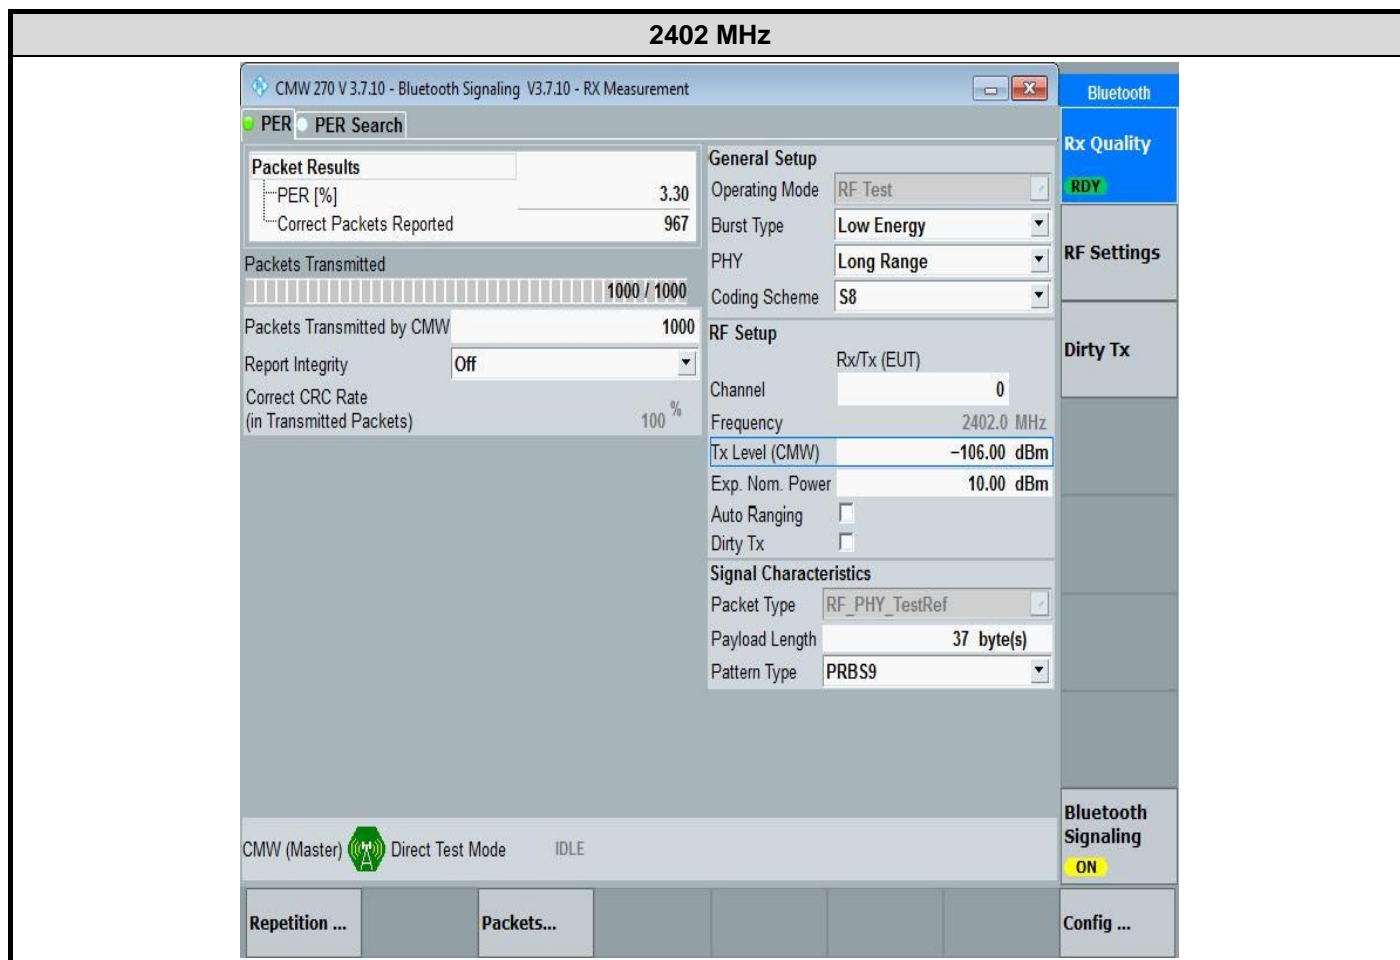 2402 MHz
CMW 270 V 3.7.10 - Bluetooth Signaling V3.7.10 - RX Measurement
Bluetooth
PER PER Search
Rx Quality
RDY
Packet Results
PER [%] 3.30
Correct Packets Reported 967
Packets Transmitted
1000 / 1000
Packets Transmitted by CMW 1000
Report Integrity Off
Correct CRC Rate
(in Transmitted Packets) 100 %
General Setup
Operating Mode RF Test
Burst Type Low Energy
PHY Long Range
Coding Scheme S8
RF Setup
Rx/Tx (EUT)
Channel 0
Frequency 2402.0 MHz
Tx Level (CMW) −106.00 dBm
Exp. Nom. Power 10.00 dBm
Auto Ranging
Dirty Tx
Signal Characteristics
Packet Type RF_PHY_TestRef
Payload Length 37 byte(s)
Pattern Type PRBS9
RF Settings
Dirty Tx
Bluetooth
Signaling
ON
CMW (Master) Direct Test Mode IDLE
Repetition ... Packets... Config ...